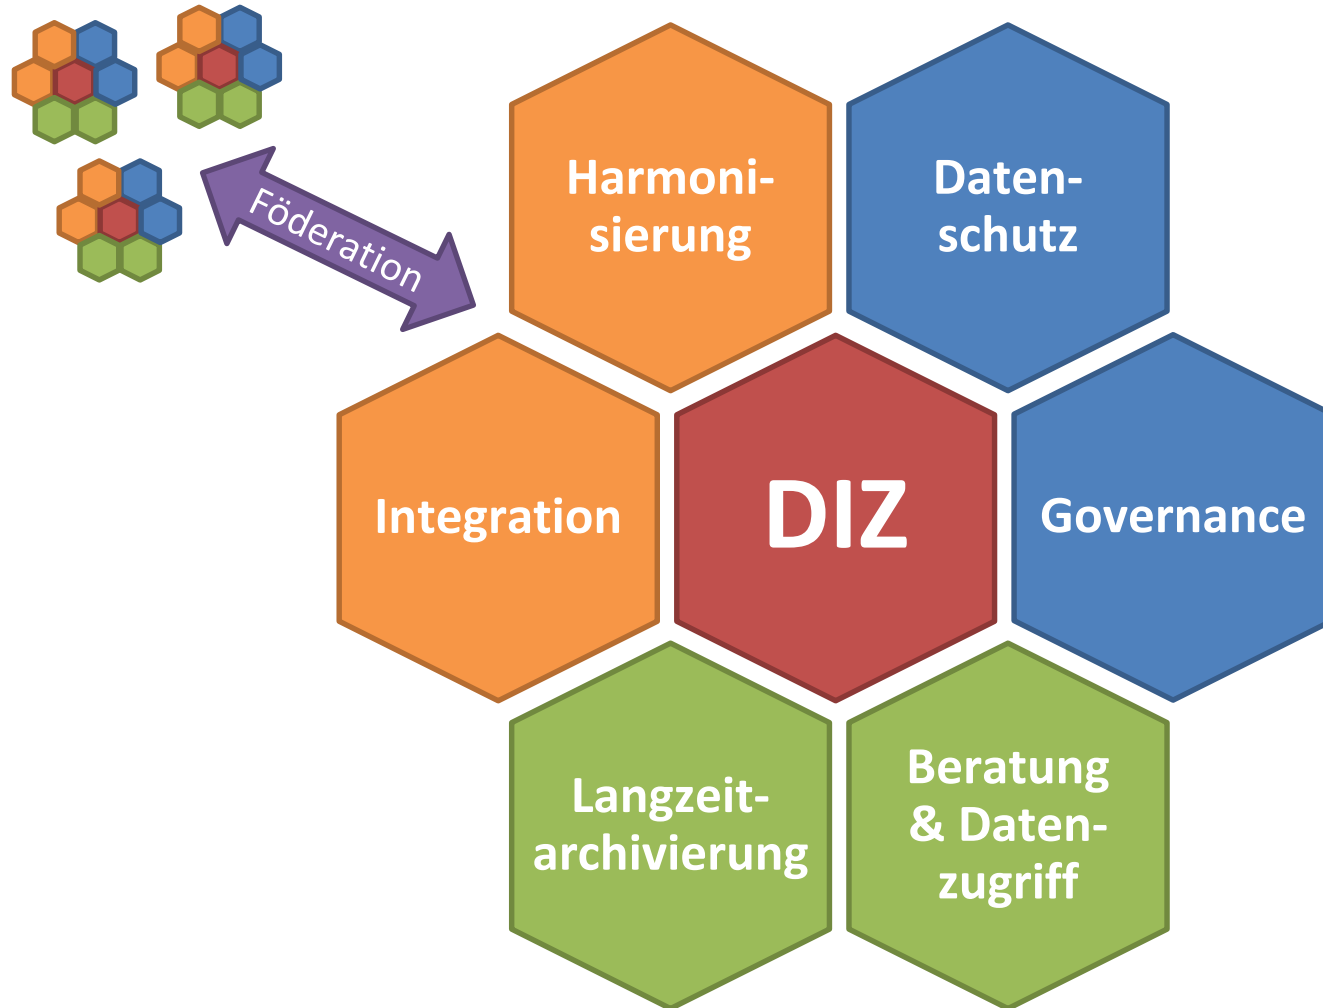 Föderation
Harmoni-
sierung
Daten-
schutz
Integration
DIZ
Governance
Langzeit-
archivierung
Beratung
& Daten-
zugriff